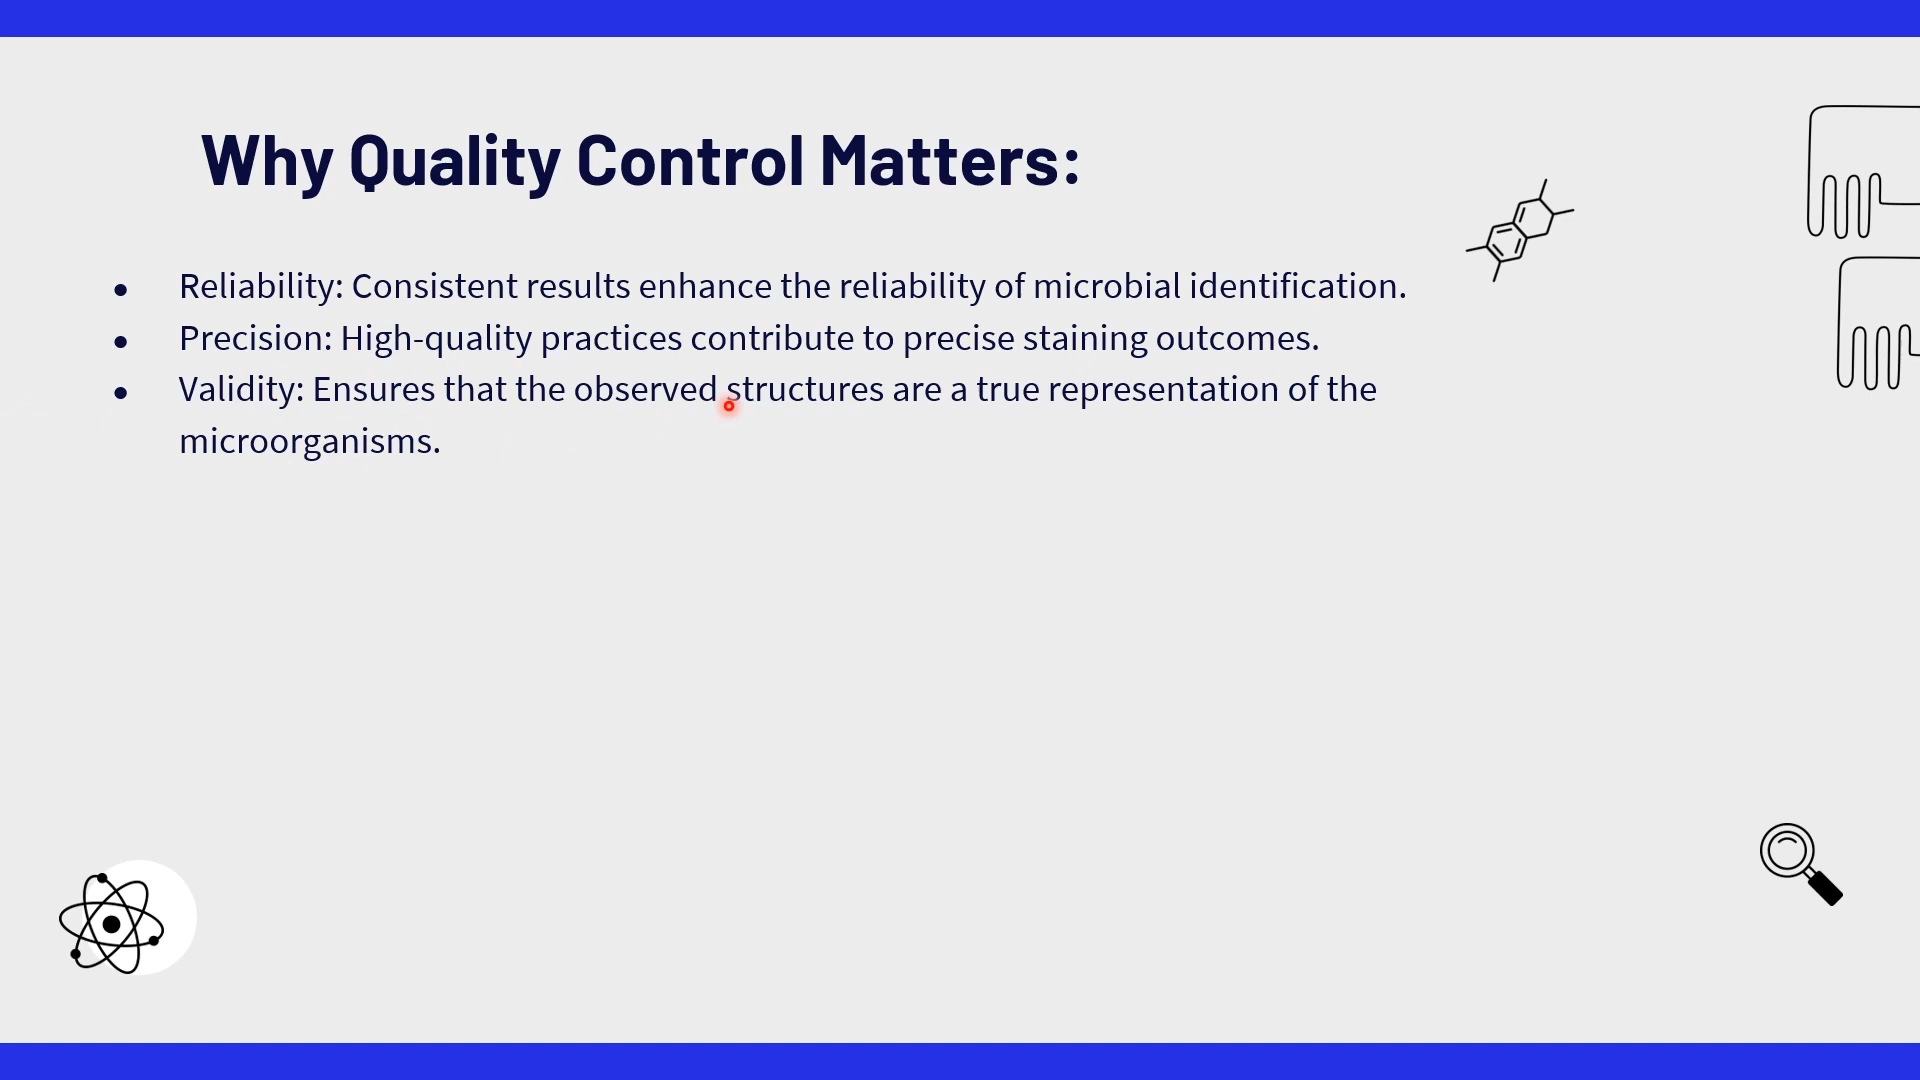 Why Quality Control Matters:
● Reliability: Consistent results enhance the reliability of microbial identification.
● Precision: High-quality practices contribute to precise staining outcomes.
● Validity: Ensures that the observed structures are a true representation of the
microorganisms.